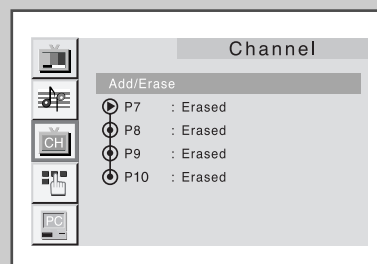 Channel
Add/Erase
P7 : Erased
P8 : Erased
CH
P9 : Erased
P10 : Erased
PC